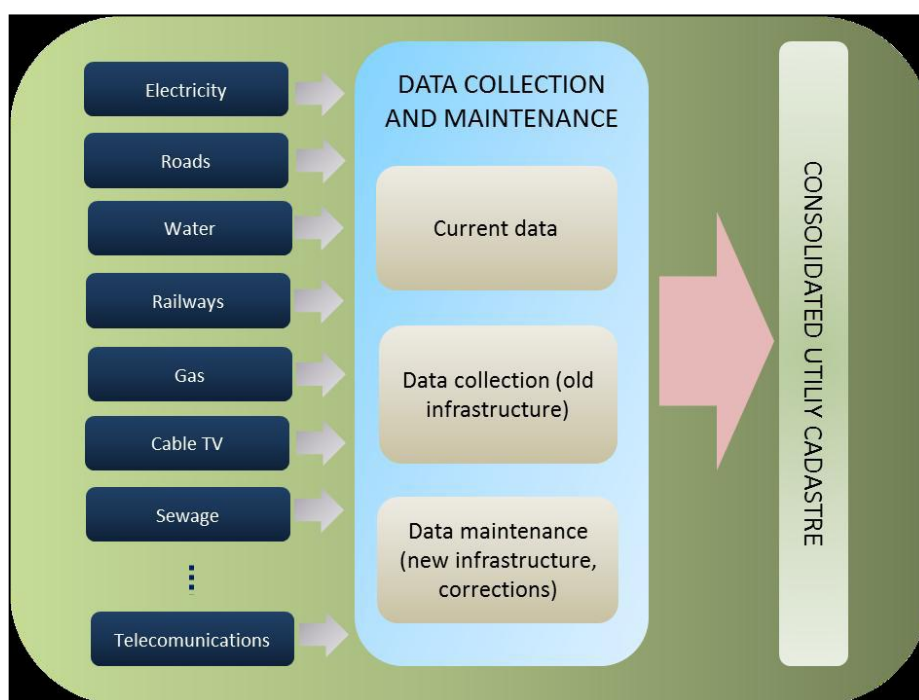 Electricity
Roads
Water
Railways
Gas
Cable TV
Sewage
Telecomunications
DATA COLLECTION
AND MAINTENANCE
Current data
Data collection (old
infrastructure)
Data maintenance
(new infrastructure,
corrections)
CONSOLIDATED UTILIY CADASTRE